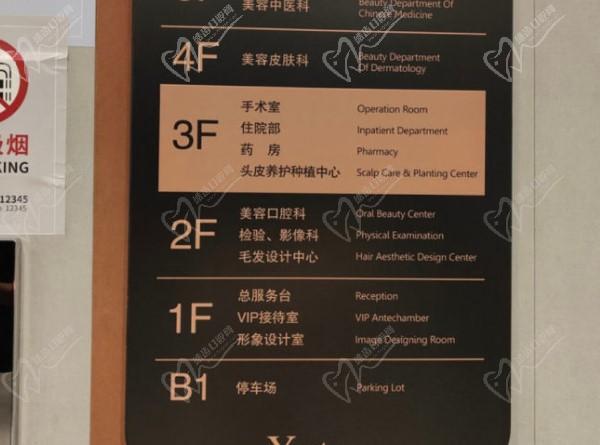 美容中医科 Beauty Department Of
Chinese Medicine
4F 美容皮肤科 Beauty Department
Of Dermatology
3F
手术室 Operation Room
住院部 Inpatient Department
药 房 Pharmacy
头皮养护种植中心 Scalp Care & Planting Center
2F
美容口腔科 Oral Beauty Center
检验、影像科 Physical Examination
毛发设计中心 Hair Aesthetic Design Center
1F
总服务台 Reception
VIP接待室 VIP Antechamber
形象设计室 Image Designing Room
B1 停车场 Parking Lot
烟
KING
12345
12345